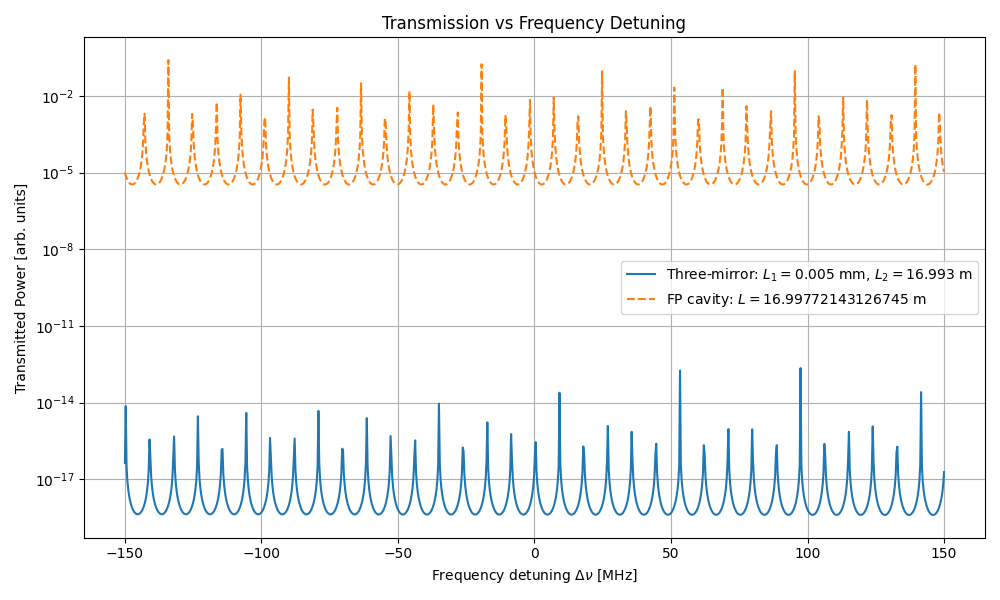 Transmission vs Frequency Detuning
Transmitted Power [arb. units]
10⁻²
10⁻⁵
10⁻⁸
10⁻¹¹
10⁻¹⁴
10⁻¹⁷
Three-mirror: L₁ = 0.005 mm, L₂ = 16.993 m
FP cavity: L = 16.99772143126745 m
−150 −100 −50 0 50 100 150
Frequency detuning Δν [MHz]